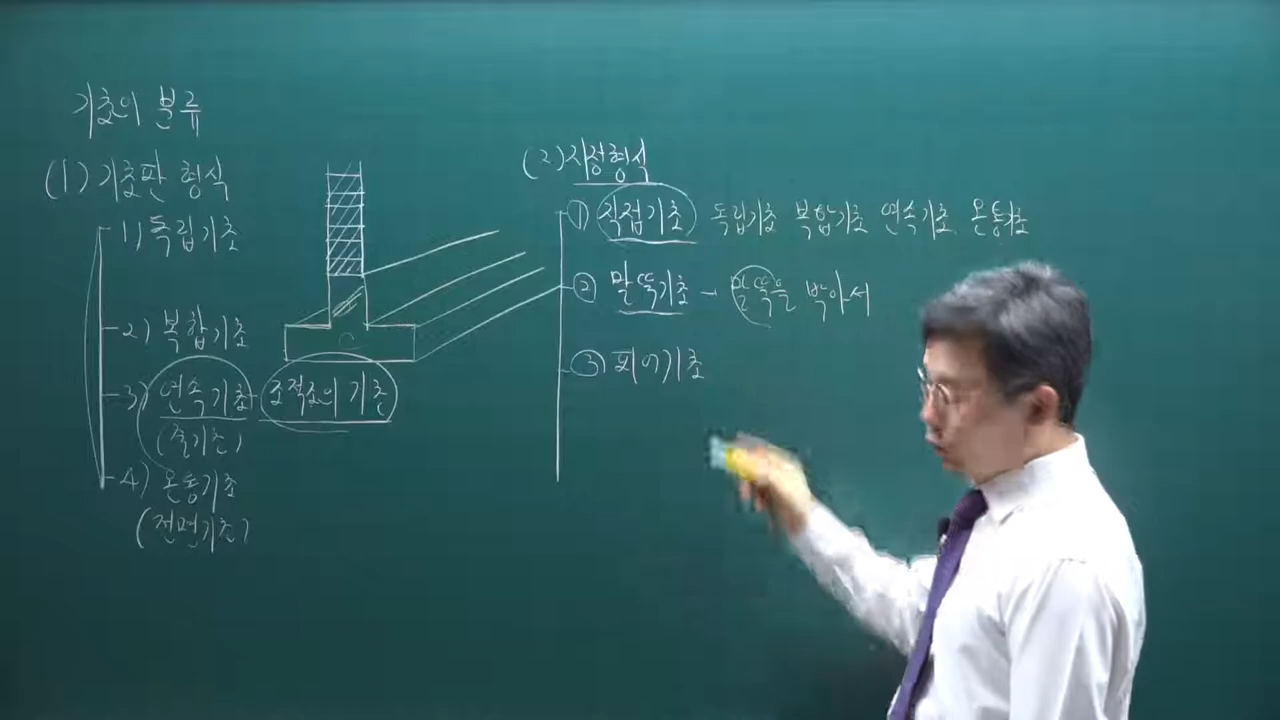 기초의 분류
(1) 기초판 형식
1) 독립기초
2) 복합기초
3) 연속기초 - 조적조의 기초
(줄기초)
4) 온통기초
(전면기초)
(2) 지정형식
① 직접기초 독립기초 복합기초 연속기초 온통기초
② 말뚝기초 - 말뚝을 박아서
③ 피어기초